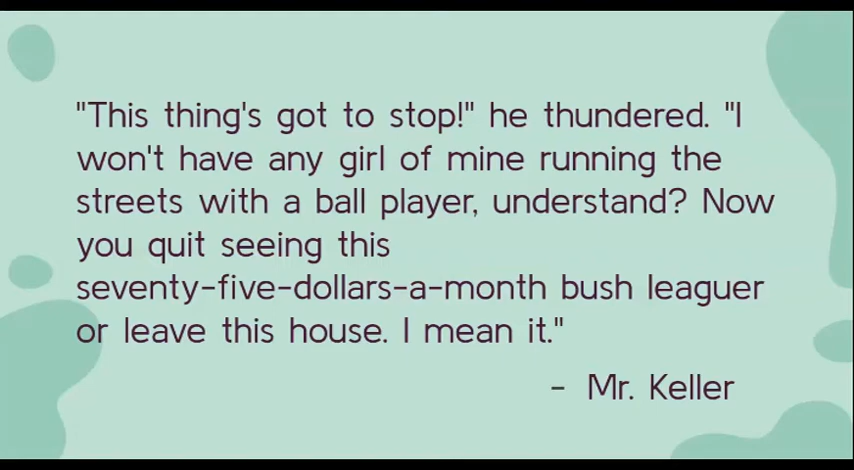 "This thing's got to stop!" he thundered. "I
won't have any girl of mine running the
streets with a ball player, understand? Now
you quit seeing this
seventy-five-dollars-a-month bush leaguer
or leave this house. I mean it."
- Mr. Keller